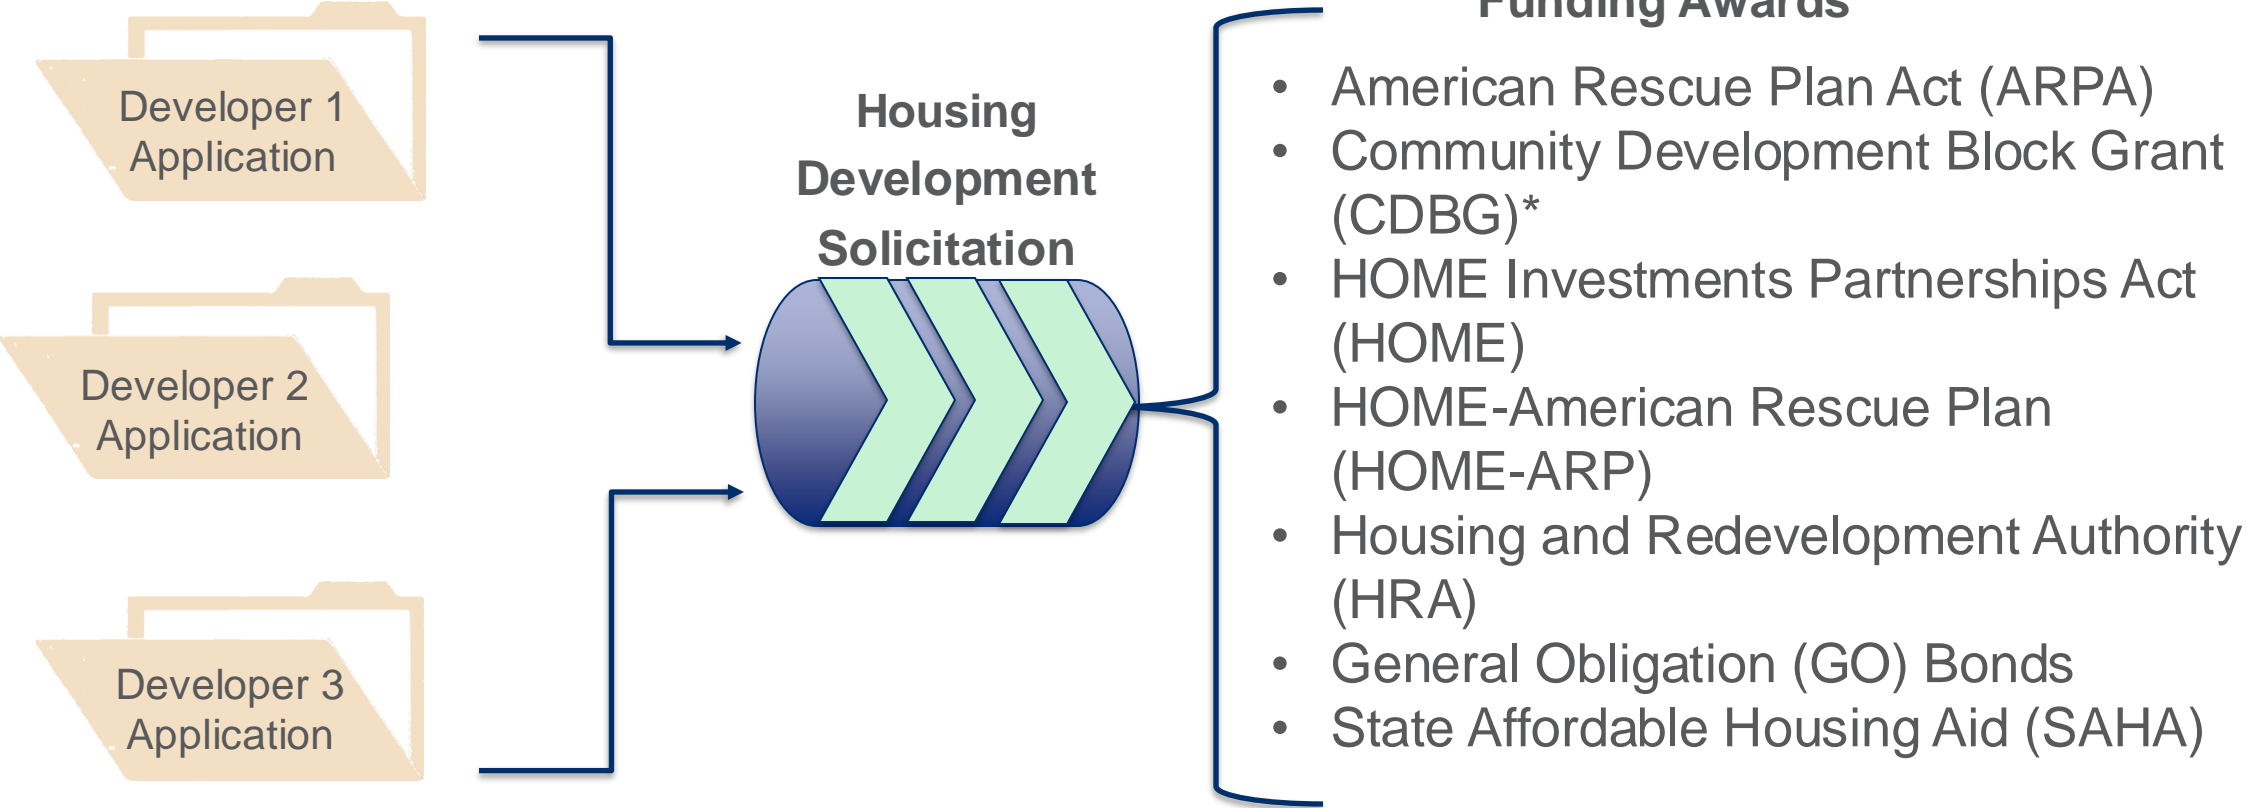 Developer 1
Application
Developer 2
Application
Developer 3
Application
Housing
Development
Solicitation
Funding Awards
• American Rescue Plan Act (ARPA)
• Community Development Block Grant
(CDBG)*
• HOME Investments Partnerships Act
(HOME)
• HOME-American Rescue Plan
(HOME-ARP)
• Housing and Redevelopment Authority
(HRA)
• General Obligation (GO) Bonds
• State Affordable Housing Aid (SAHA)